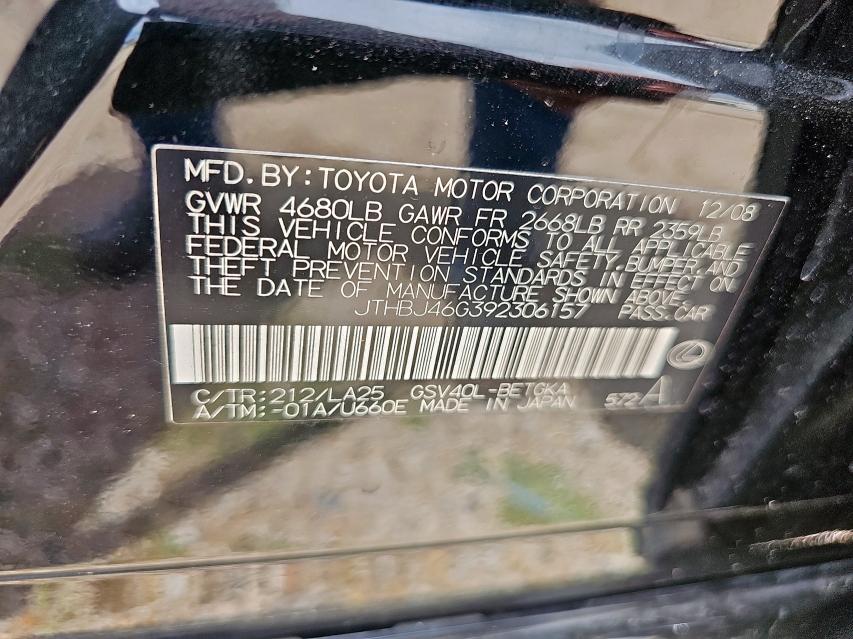 MFD. BY: TOYOTA MOTOR CORPORATION 12/08
GVWR 4680LB GAWR FR 2668LB RR 2359LB
THIS VEHICLE CONFORMS TO ALL APPLICABLE
FEDERAL MOTOR VEHICLE SAFETY, BUMPER, AND
THEFT PREVENTION STANDARDS IN EFFECT ON
THE DATE OF MANUFACTURE SHOWN ABOVE.
JTHBJ46G392306157 PASS. CAR
C/TR: 212/LA25 GSV40L-BETGKA
A/TM: -01A/U660E MADE IN JAPAN 572 A